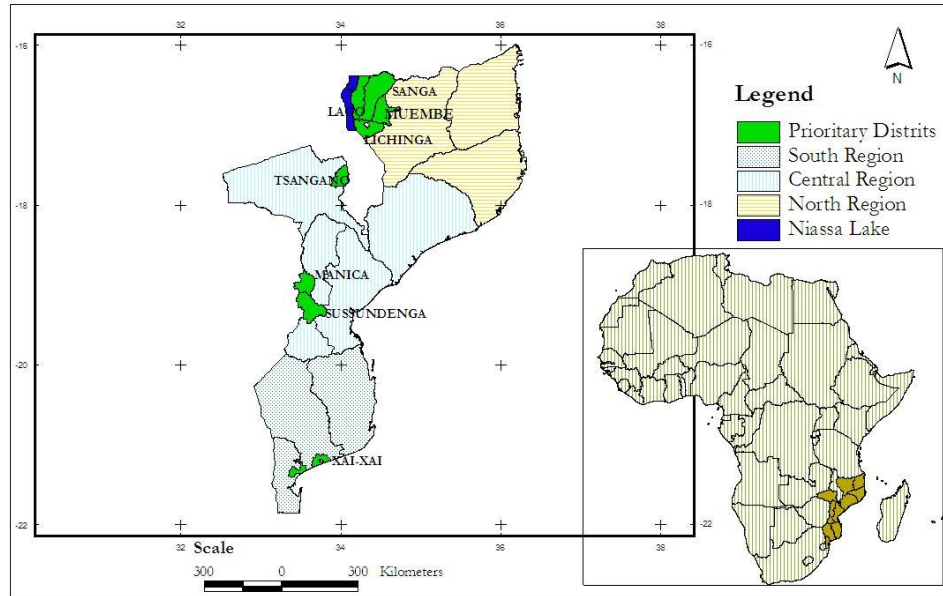 32
34
36
38
-16
-16
N
SANGA
LAGO
MUEMBE
LICHINGA
Legend
Prioritary Distrits
South Region
Central Region
North Region
Niassa Lake
TSANGANO
-18
-18
MANICA
SUSSUNDENGA
-20
XAI-XAI
-22
-22
32
34
36
38
Scale
300
0
300
Kilometers